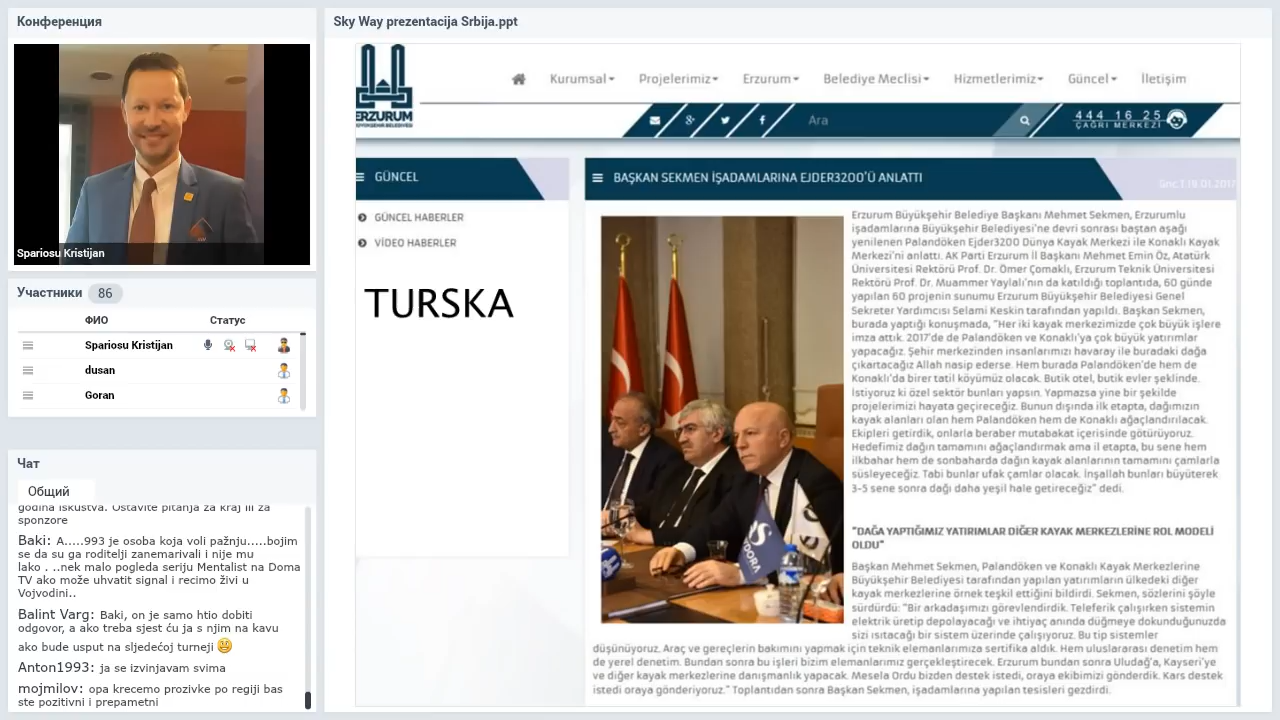 Конференция
Spariosu Kristijan
Участники 86
ФИО Статус
Spariosu Kristijan
dusan
Goran
Чат
Общий
godina iskustva. Ostavite pitanja za kraj ili za
sponzore
Baki: A.....993 je osoba koja voli pažnju.....bojim
se da su ga roditelji zanemarivali i nije mu
lako . ..nek malo pogleda seriju Mentalist na Doma
TV ako može uhvatit signal i recimo živi u
Vojvodini..
Balint Varg: Baki, on je samo htio dobiti
odgovor, a ako treba sjest ću ja s njim na kavu
ako bude usput na sljedećoj turneji
Anton1993: ja se izvinjavam svima
mojmilov: opa krecemo prozivke po regiji bas
ste pozitivni i prepametni
Sky Way prezentacija Srbija.ppt
ERZURUM
BÜYÜKŞEHİR BELEDİYESİ
Kurumsal Projelerimiz Erzurum Belediye Meclisi Hizmetlerimiz Güncel İletişim
Ara
444 16 25
ÇAĞRI MERKEZİ
GÜNCEL
GÜNCEL HABERLER
VİDEO HABERLER
TURSKA
BAŞKAN SEKMEN İŞADAMLARINA EJDER3200'Ü ANLATTI
19.01.2017
Erzurum Büyükşehir Belediye Başkanı Mehmet Sekmen, Erzurumlu
işadamlarına Büyükşehir Belediyesi'ne devri sonrası baştan aşağı
yenilenen Palandöken Ejder3200 Dünya Kayak Merkezi ile Konaklı Kayak
Merkezi'ni anlattı. AK Parti Erzurum İl Başkanı Mehmet Emin Öz, Atatürk
Üniversitesi Rektörü Prof. Dr. Ömer Çomaklı, Erzurum Teknik Üniversitesi
Rektörü Prof. Dr. Muammer Yaylalı'nın da katıldığı toplantıda, 60 günde
yapılan 60 projenin sunumu Erzurum Büyükşehir Belediyesi Genel
Sekreter Yardımcısı Selami Keskin tarafından yapıldı. Başkan Sekmen,
burada yaptığı konuşmada, "Her iki kayak merkezimizde çok büyük işlere
imza attık. 2017'de de Palandöken ve Konaklı'ya çok büyük yatırımlar
yapacağız. Şehir merkezinden insanlarımızı havaray ile buradaki dağa
çıkartacağız Allah nasip ederse. Hem burada Palandöken'de hem de
Konaklı'da birer tatil köyümüz olacak. Butik otel, butik evler şeklinde.
İstiyoruz ki özel sektör bunları yapsın. Yapmazsa yine bir şekilde
projelerimizi hayata geçireceğiz. Bunun dışında ilk etapta, dağımızın
kayak alanları olan hem Palandöken hem de Konaklı ağaçlandırılacak.
Ekipleri getirdik, onlarla beraber mutabakat içerisinde götürüyoruz.
Hedefimiz dağın tamamını ağaçlandırmak ama il etapta, bu sene hem
ilkbahar hem de sonbaharda dağın kayak alanlarının tamamını çamlarla
süsleyeceğiz. Tabi bunlar ufak çamlar olacak. İnşallah bunları büyüterek
3-5 sene sonra dağı daha yeşil hale getireceğiz" dedi.
"DAĞA YAPTIĞIMIZ YATIRIMLAR DİĞER KAYAK MERKEZLERİNE ROL MODELİ
OLDU"
Başkan Mehmet Sekmen, Palandöken ve Konaklı Kayak Merkezlerine
Büyükşehir Belediyesi tarafından yapılan yatırımların ülkedeki diğer
kayak merkezlerine örnek teşkil ettiğini bildirdi. Sekmen, sözlerini şöyle
sürdürdü: "Bir arkadaşımızı görevlendirdik. Teleferik çalışırken sistemin
elektrik üretip depolayacağı ve ihtiyaç anında düğmeye dokunduğunuzda
sizi ısıtacağı bir sistem üzerinde çalışıyoruz. Bu tip sistemler
düşünüyoruz. Araç ve gereçlerin bakımını yapmak için teknik elemanlarımıza sertifika aldık. Hem uluslararası denetim hem
de yerel denetim. Bundan sonra bu işleri bizim elemanlarımız gerçekleştirecek. Erzurum bundan sonra Uludağ'a, Kayseri'ye
ve diğer kayak merkezlerine danışmanlık yapacak. Mesela Ordu bizden destek istedi, oraya ekibimizi gönderdik. Kars destek
istedi oraya gönderiyoruz." Toplantıdan sonra Başkan Sekmen, işadamlarına yapılan tesisleri gezdirdi.